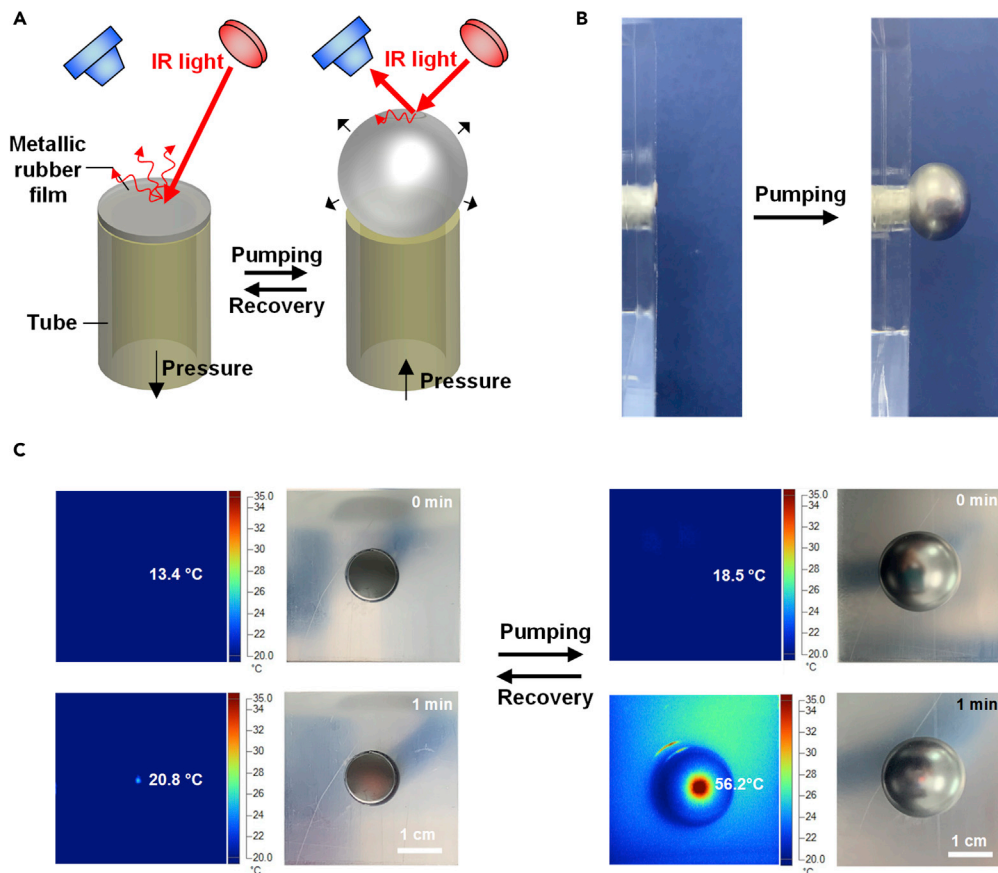 A
IR light
IR light
Metallic
rubber
film
Pumping
Recovery
Tube
Pressure
Pressure
B
Pumping
C
0 min
13.4 °C
35.0
34
32
30
28
26
24
22
20.0
°C
1 min
20.8 °C
35.0
34
32
30
28
26
24
22
20.0
°C
1 cm
Pumping
Recovery
0 min
18.5 °C
35.0
34
32
30
28
26
24
22
20.0
°C
1 min
56.2°C
35.0
34
32
30
28
26
24
22
20.0
°C
1 cm